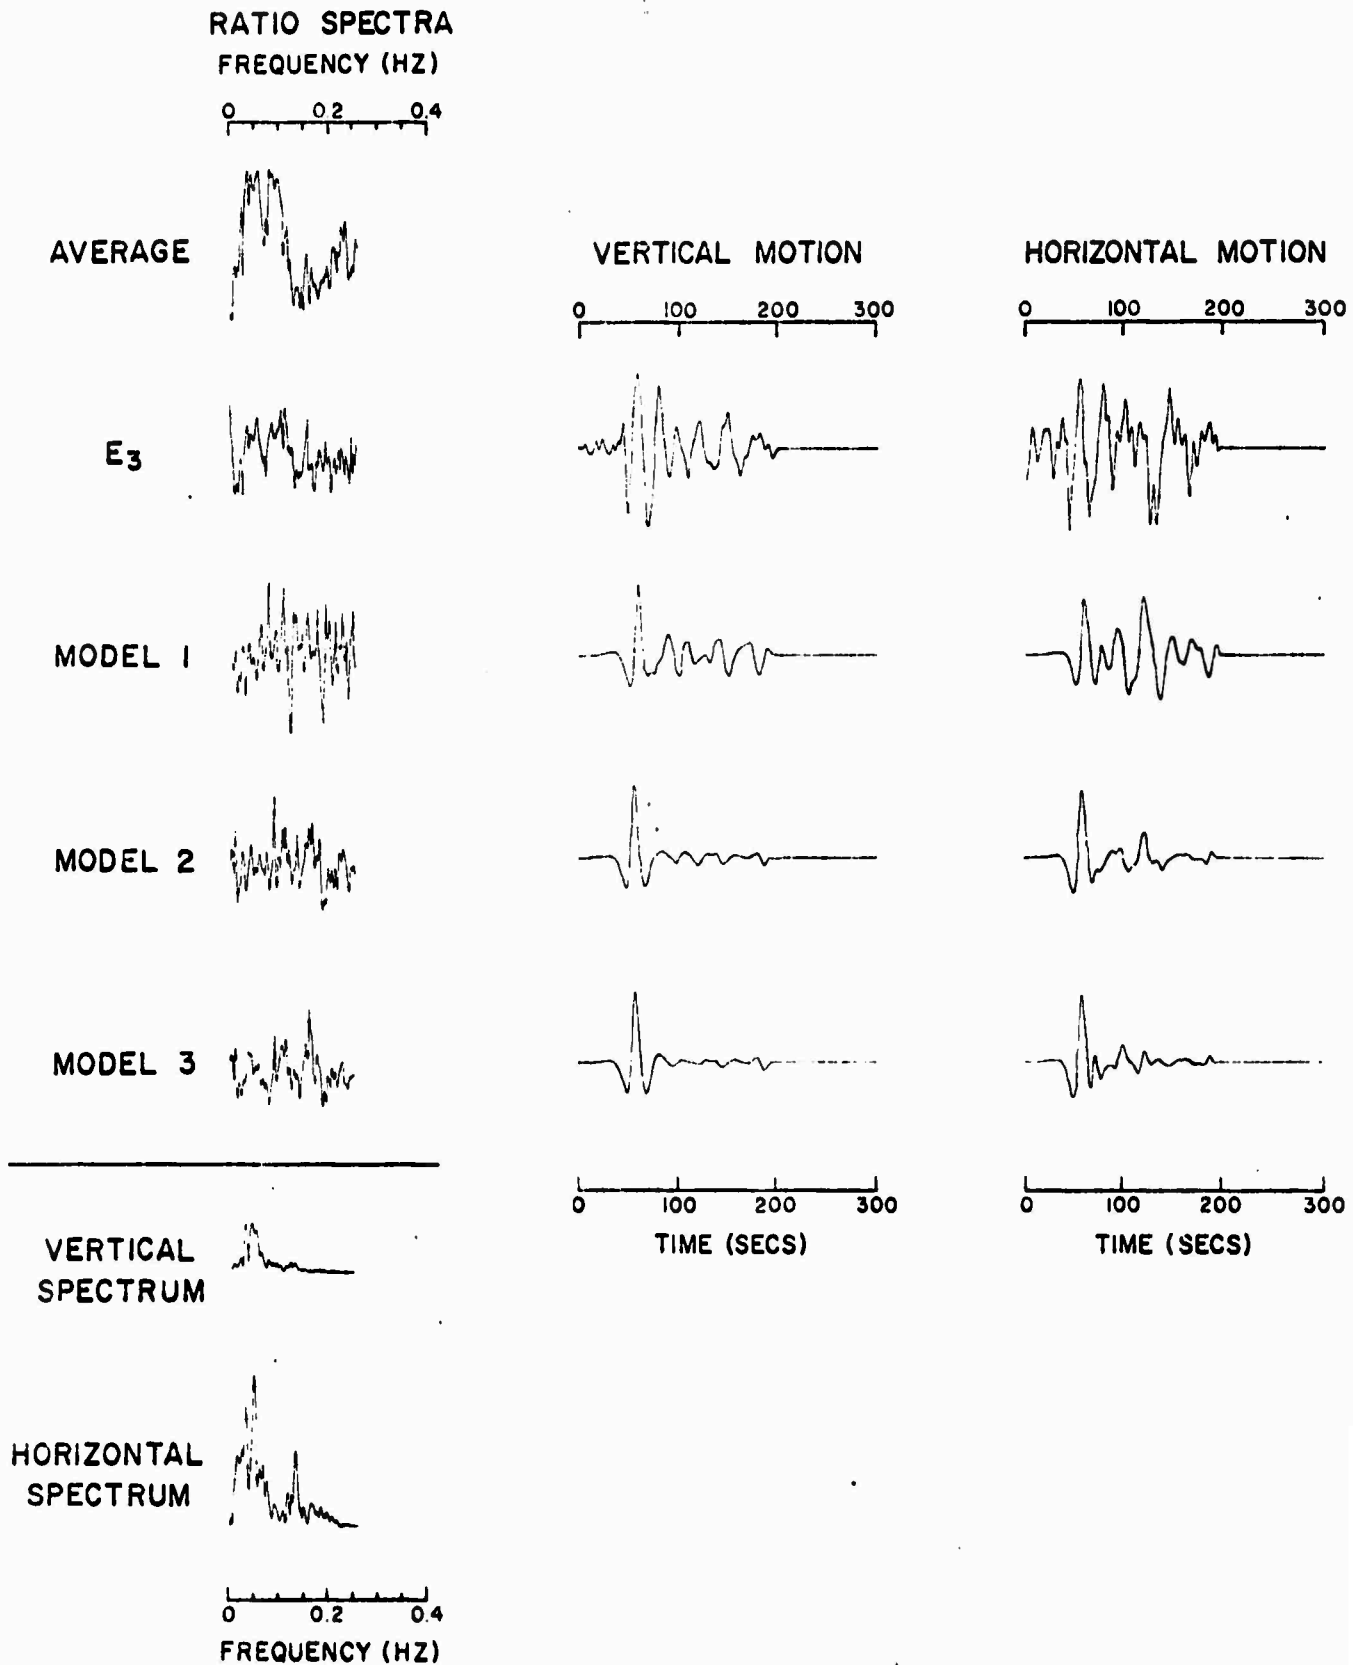 RATIO SPECTRA
FREQUENCY (HZ)
0 0.2 0.4
AVERAGE
VERTICAL MOTION
HORIZONTAL MOTION
0 100 200 300
0 100 200 300
E3
MODEL 1
MODEL 2
MODEL 3
0 100 200 300
0 100 200 300
TIME (SECS)
TIME (SECS)
VERTICAL
SPECTRUM
HORIZONTAL
SPECTRUM
0 0.2 0.4
FREQUENCY (HZ)